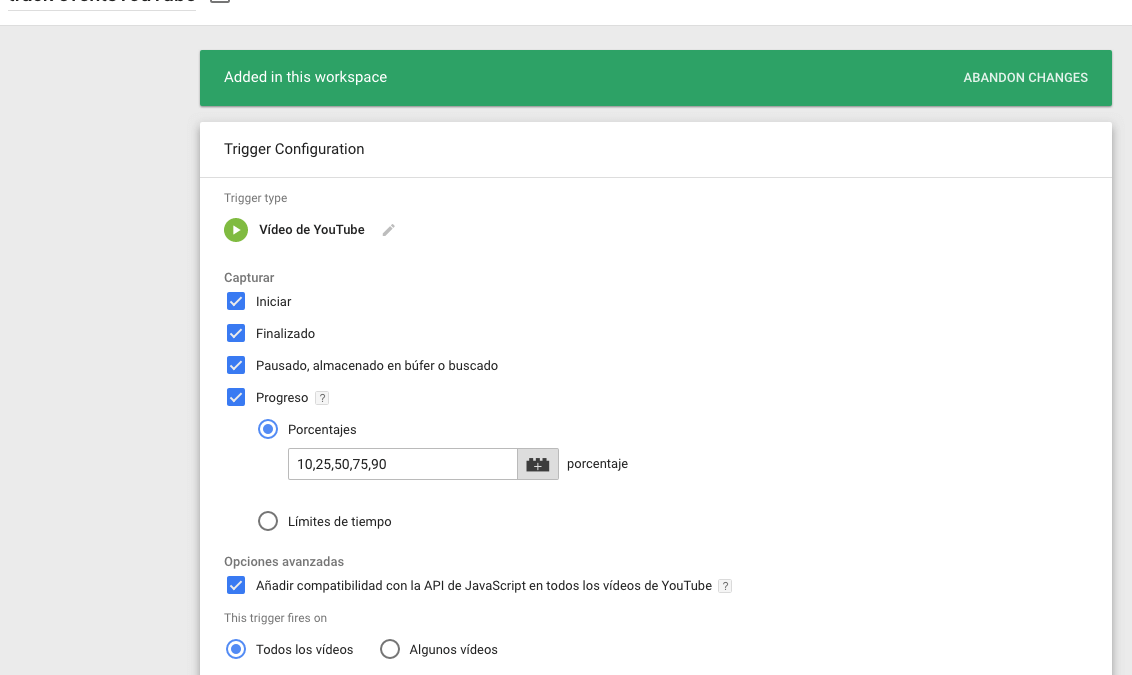 Added in this workspace
ABANDON CHANGES
Trigger Configuration
Trigger type
Vídeo de YouTube
Capturar
Iniciar
Finalizado
Pausado, almacenado en búfer o buscado
Progreso ?
Porcentajes
10,25,50,75,90 porcentaje
Límites de tiempo
Opciones avanzadas
Añadir compatibilidad con la API de JavaScript en todos los vídeos de YouTube ?
This trigger fires on
Todos los vídeos Algunos vídeos